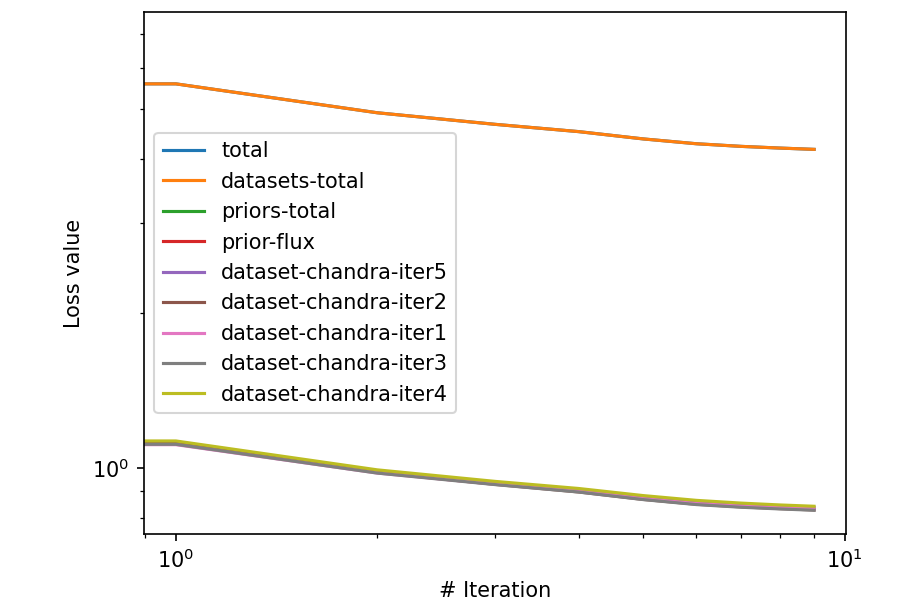 total
datasets-total
priors-total
prior-flux
dataset-chandra-iter5
dataset-chandra-iter2
dataset-chandra-iter1
dataset-chandra-iter3
dataset-chandra-iter4
Loss value
10⁰
10⁰
10¹
# Iteration